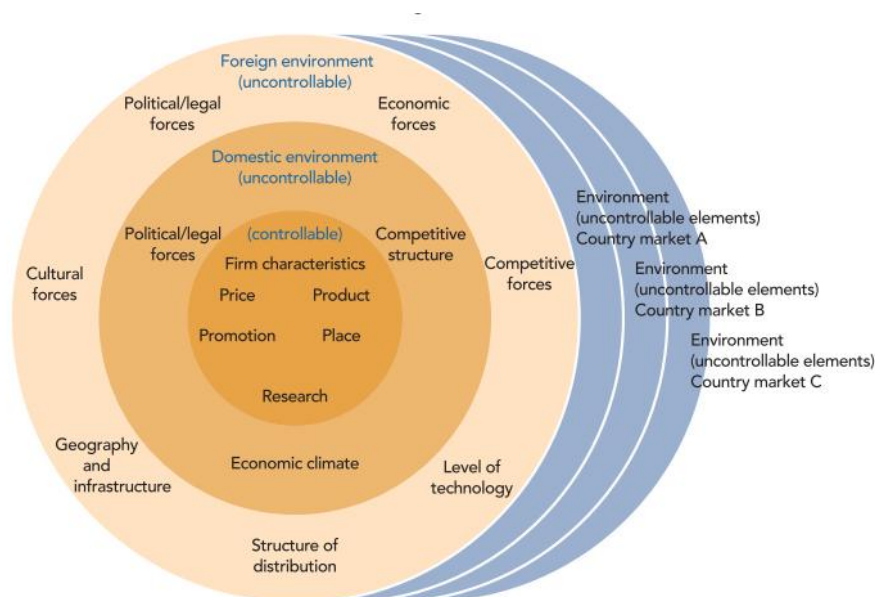 Foreign environment
(uncontrollable)
Political/legal
forces
Economic
forces
Domestic environment
(uncontrollable)
Political/legal
forces
(controllable)
Competitive
structure
Firm characteristics
Price
Product
Promotion
Place
Research
Cultural
forces
Competitive
forces
Environment
(uncontrollable elements)
Country market A
Environment
(uncontrollable elements)
Country market B
Environment
(uncontrollable elements)
Country market C
Geography
and
infrastructure
Economic climate
Level of
technology
Structure of
distribution